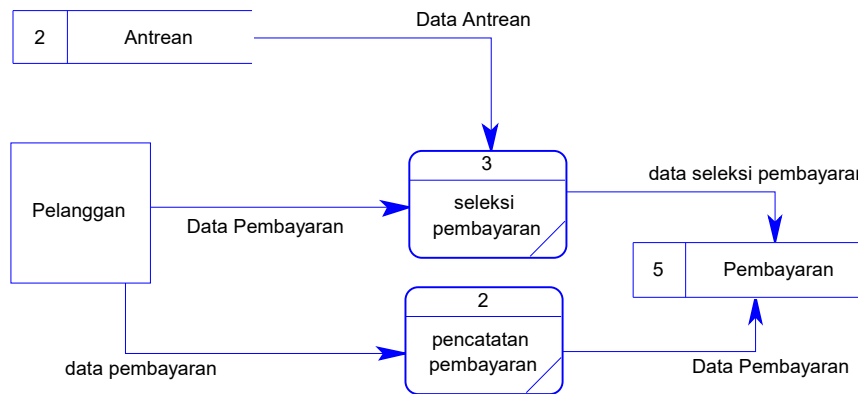 Data Antrean
2
Antrean
3
seleksi
pembayaran
Pelanggan
Data Pembayaran
data seleksi pembayaran
5
Pembayaran
2
pencatatan
pembayaran
data pembayaran
Data Pembayaran